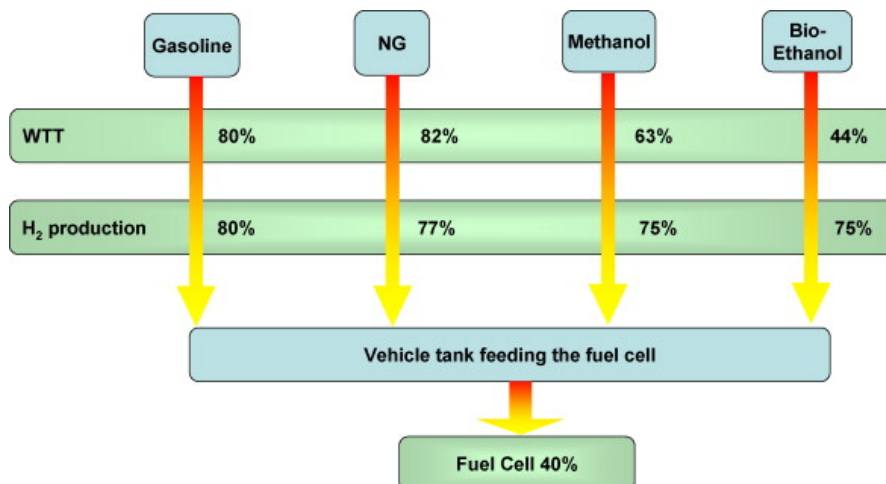 Gasoline
NG
Methanol
Bio-
Ethanol
WTT 80% 82% 63% 44%
H₂ production 80% 77% 75% 75%
Vehicle tank feeding the fuel cell
Fuel Cell 40%